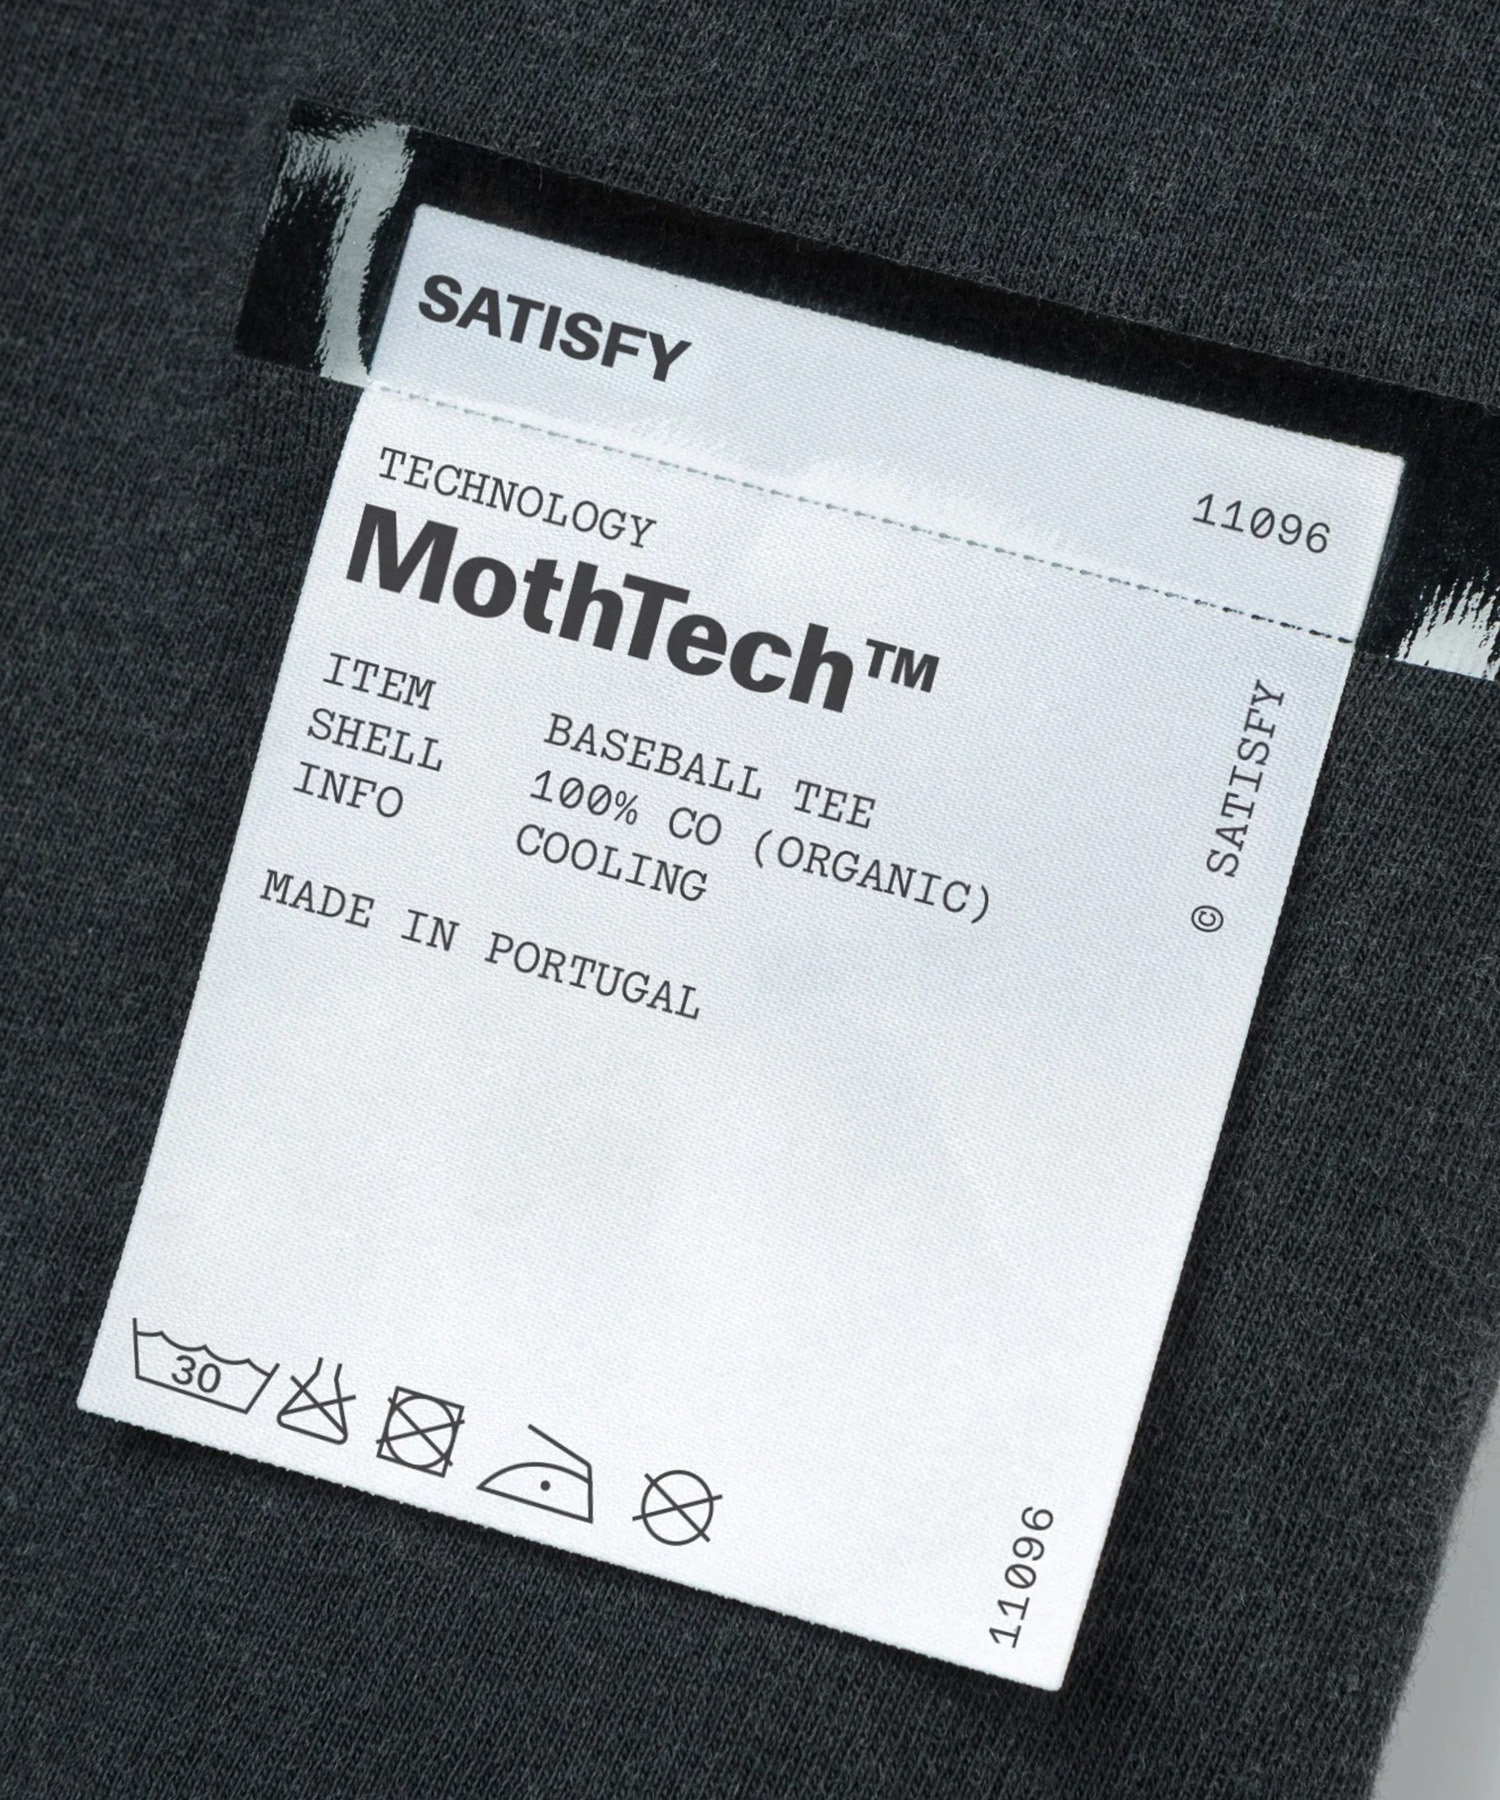 SATISFY
11096
TECHNOLOGY
MothTech™
ITEM BASEBALL TEE
SHELL 100% CO (ORGANIC)
INFO COOLING
MADE IN PORTUGAL
© SATISFY
30
11096